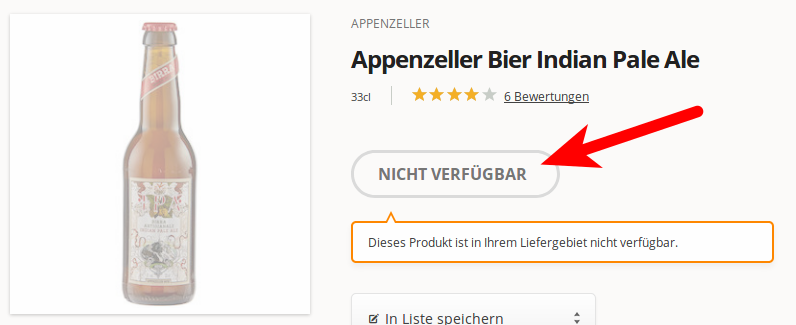 APPENZELLER
Appenzeller Bier Indian Pale Ale
33cl
6 Bewertungen
NICHT VERFÜGBAR
Dieses Produkt ist in Ihrem Liefergebiet nicht verfügbar.
In Liste speichern